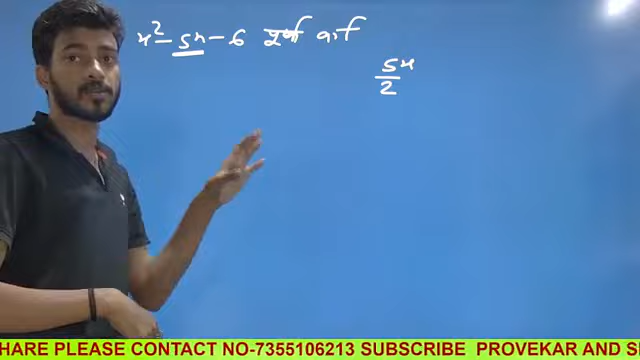 x² - 5x - 6 पूर्ण वर्ग
5x
2
HARE PLEASE CONTACT NO-7355106213 SUBSCRIBE PROVEKAR AND S